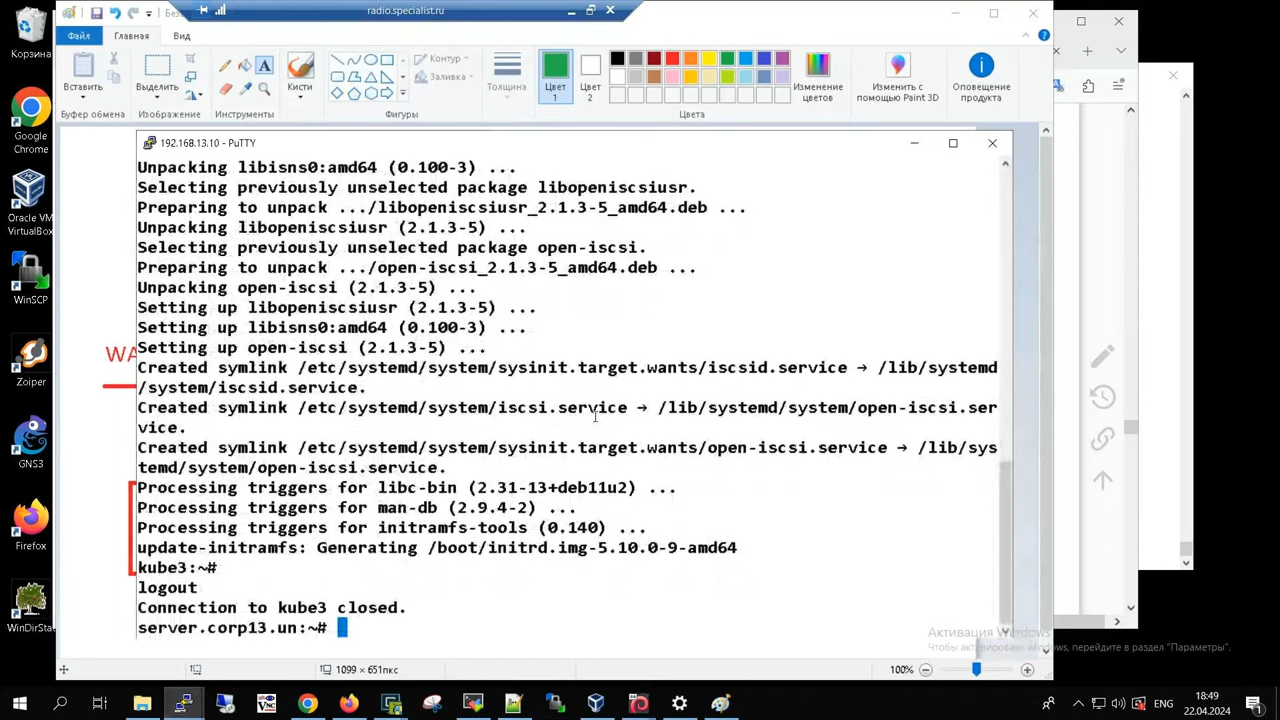 radio.specialist.ru
Файл
Главная
Вид
Вставить
Выделить
Кисти
Контур
Заливка
Толщина
Цвет
1
Цвет
2
Изменение
цветов
Изменить с
помощью Paint 3D
Оповещение
продукта
Буфер обмена
Изображение
Инструменты
Фигуры
Цвета
192.168.13.10 - PuTTY
Unpacking libisns0:amd64 (0.100-3) ...
Selecting previously unselected package libopeniscsiusr.
Preparing to unpack .../libopeniscsiusr_2.1.3-5_amd64.deb ...
Unpacking libopeniscsiusr (2.1.3-5) ...
Selecting previously unselected package open-iscsi.
Preparing to unpack .../open-iscsi_2.1.3-5_amd64.deb ...
Unpacking open-iscsi (2.1.3-5) ...
Setting up libopeniscsiusr (2.1.3-5) ...
Setting up libisns0:amd64 (0.100-3) ...
Setting up open-iscsi (2.1.3-5) ...
Created symlink /etc/systemd/system/sysinit.target.wants/iscsid.service → /lib/systemd
/system/iscsid.service.
Created symlink /etc/systemd/system/iscsi.service → /lib/systemd/system/open-iscsi.ser
vice.
Created symlink /etc/systemd/system/sysinit.target.wants/open-iscsi.service → /lib/sys
temd/system/open-iscsi.service.
Processing triggers for libc-bin (2.31-13+deb11u2) ...
Processing triggers for man-db (2.9.4-2) ...
Processing triggers for initramfs-tools (0.140) ...
update-initramfs: Generating /boot/initrd.img-5.10.0-9-amd64
kube3:~#
logout
Connection to kube3 closed.
server.corp13.un:~#
WA
Корзина
Google
Chrome
Oracle VM
VirtualBox
WinSCP
Zoiper
GNS3
Firefox
WinDirStat
Активация Windows
Чтобы активировать Windows, перейдите в раздел "Параметры".
1099 × 651пкс
100%
ENG
18:49
22.04.2024
1